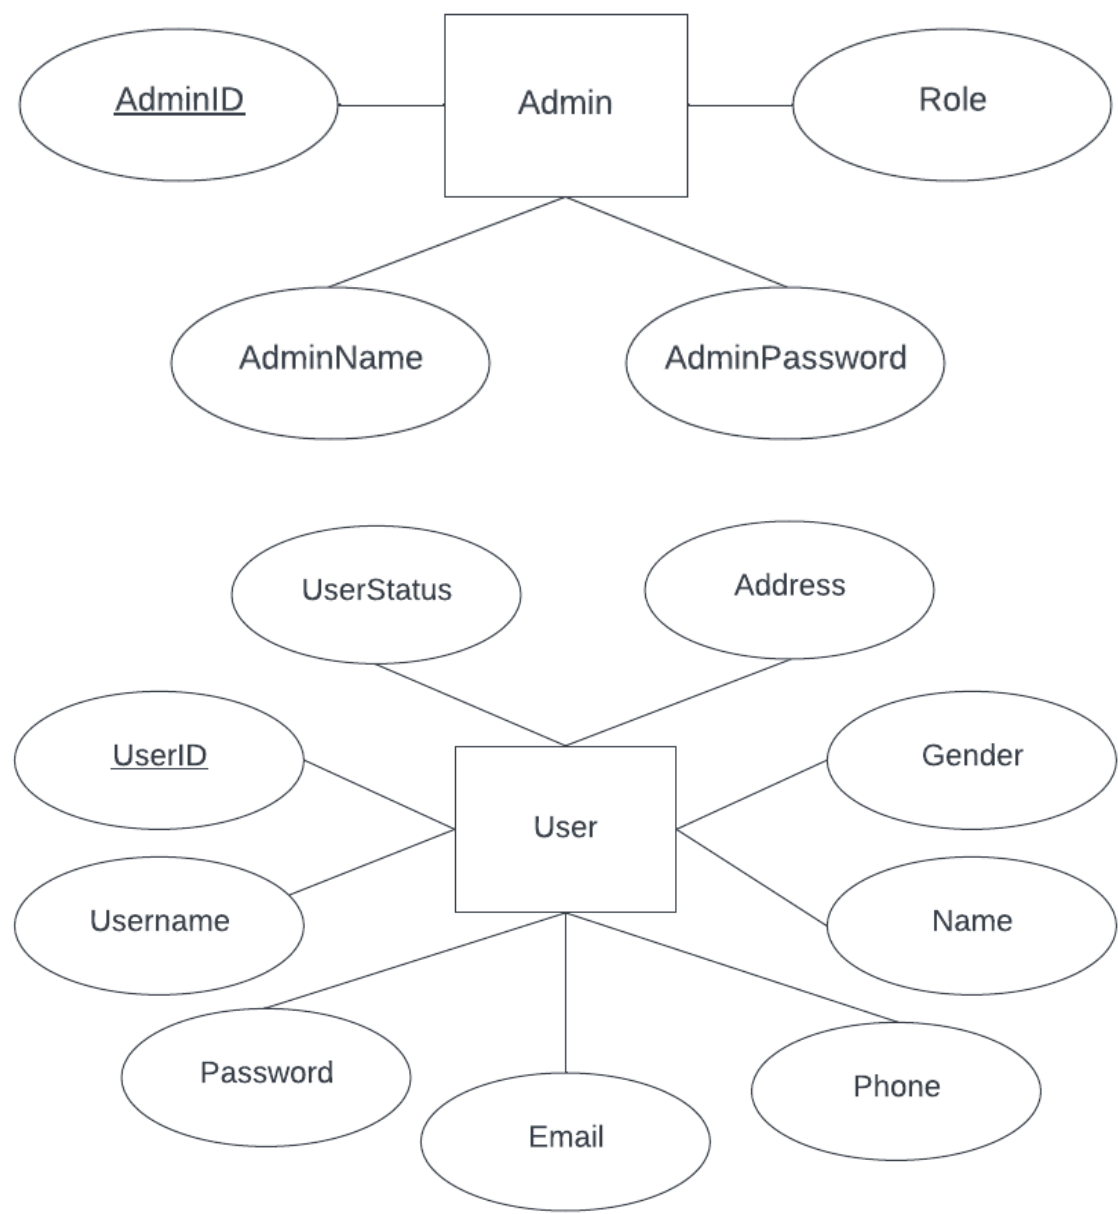 AdminID
Admin
Role
AdminName
AdminPassword
UserStatus
Address
UserID
User
Gender
Username
Name
Password
Email
Phone